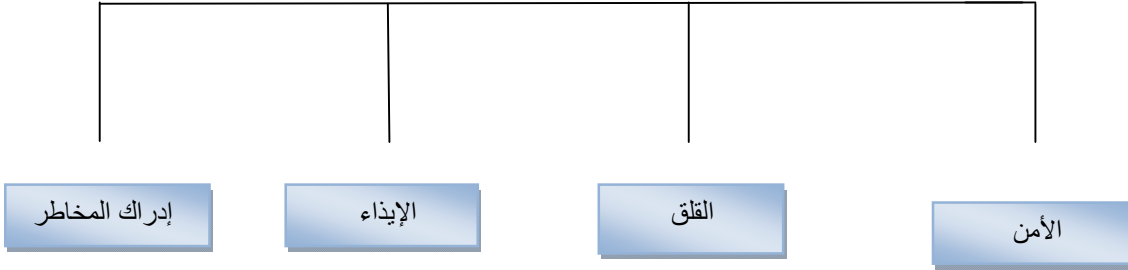 الأمن
القلق
الإيذاء
إدراك المخاطر